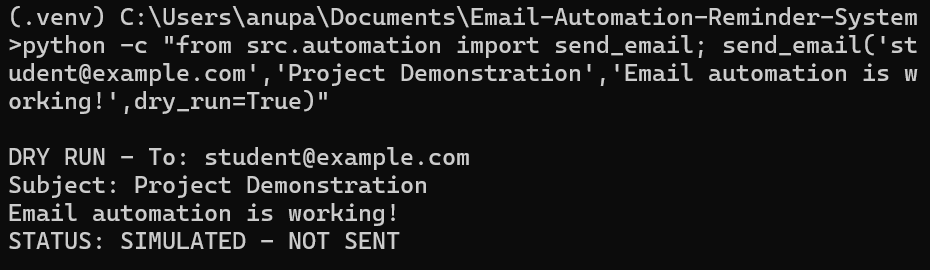 (.venv) C:\Users\anupa\Documents\Email-Automation-Reminder-System
>python -c "from src.automation import send_email; send_email('st
udent@example.com','Project Demonstration','Email automation is w
orking!',dry_run=True)"

DRY RUN - To: student@example.com
Subject: Project Demonstration
Email automation is working!
STATUS: SIMULATED - NOT SENT